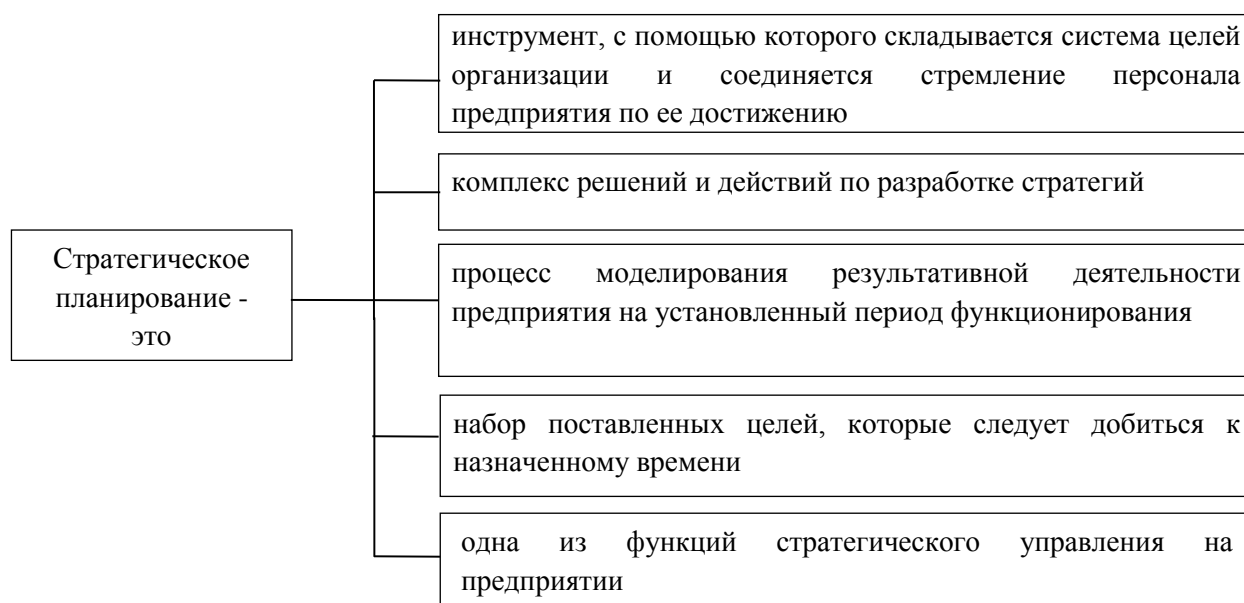 Стратегическое
планирование -
это
инструмент, с помощью которого складывается система целей
организации и соединяется стремление персонала
предприятия по ее достижению
комплекс решений и действий по разработке стратегий
процесс моделирования результативной деятельности
предприятия на установленный период функционирования
набор поставленных целей, которые следует добиться к
назначенному времени
одна из функций стратегического управления на
предприятии